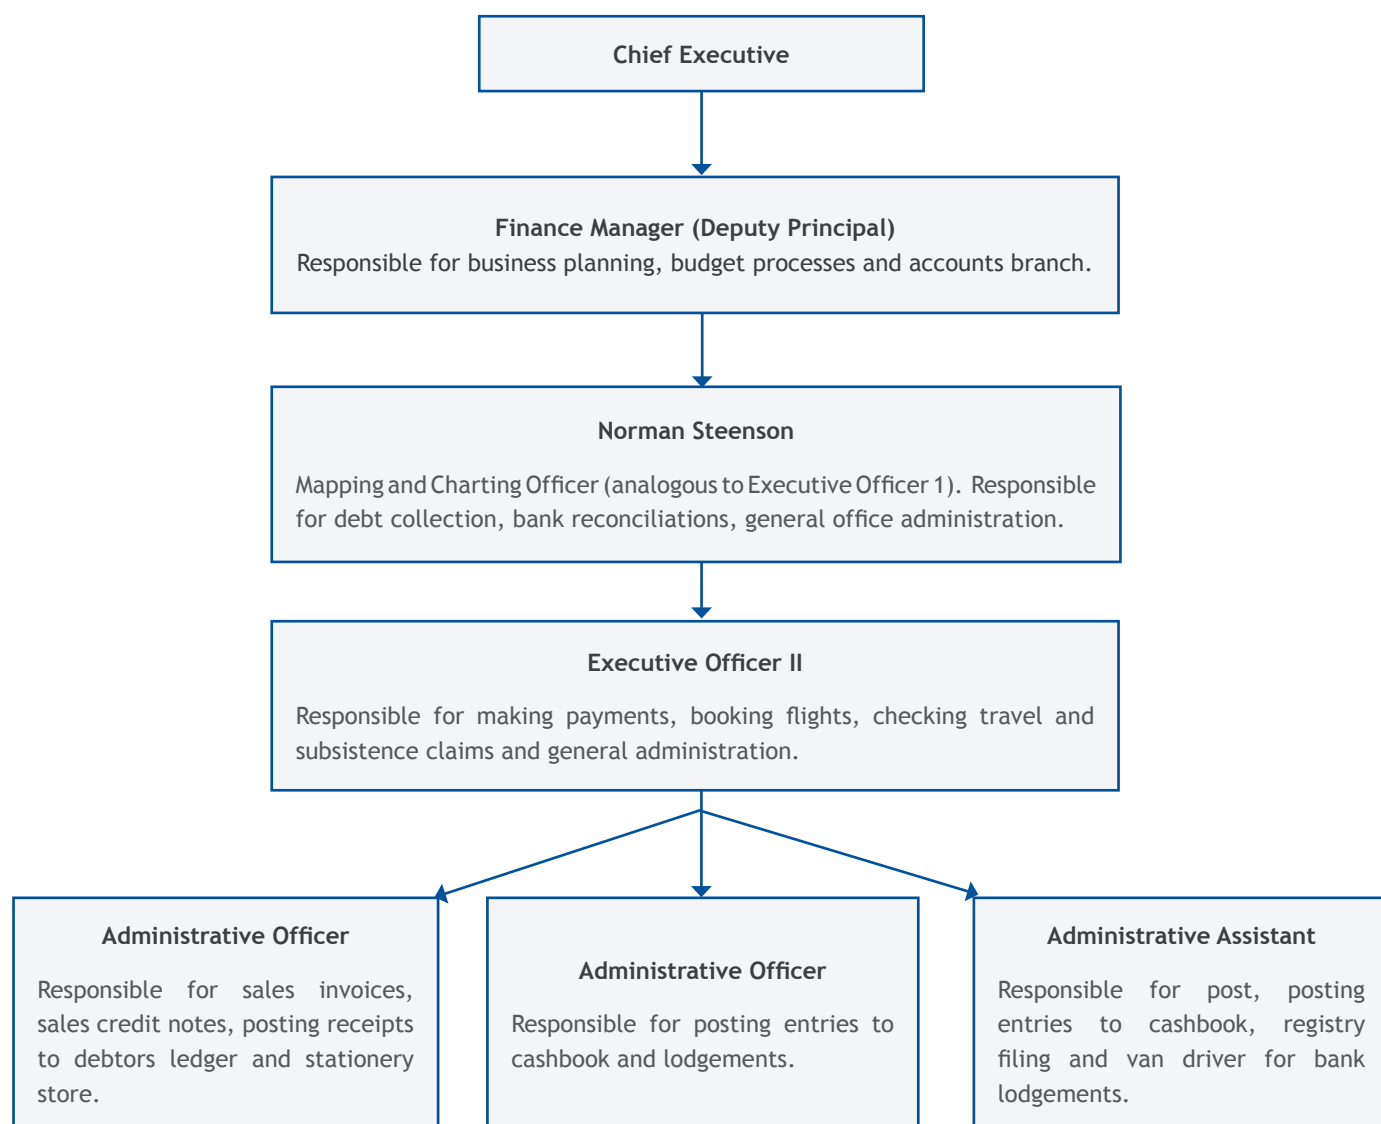 Chief Executive
Finance Manager (Deputy Principal)
Responsible for business planning, budget processes and accounts branch.
Norman Steenson
Mapping and Charting Officer (analogous to Executive Officer 1). Responsible
for debt collection, bank reconciliations, general office administration.
Executive Officer II
Responsible for making payments, booking flights, checking travel and
subsistence claims and general administration.
Administrative Officer
Responsible for sales invoices,
sales credit notes, posting receipts
to debtors ledger and stationery
store.
Administrative Officer
Responsible for posting entries to
cashbook and lodgements.
Administrative Assistant
Responsible for post, posting
entries to cashbook, registry
filing and van driver for bank
lodgements.